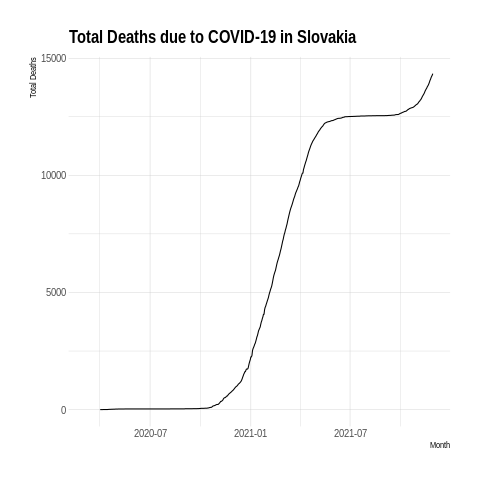 Total Deaths due to COVID-19 in Slovakia
Total Deaths
15000
10000
5000
0
2020-07 2021-01 2021-07
Month